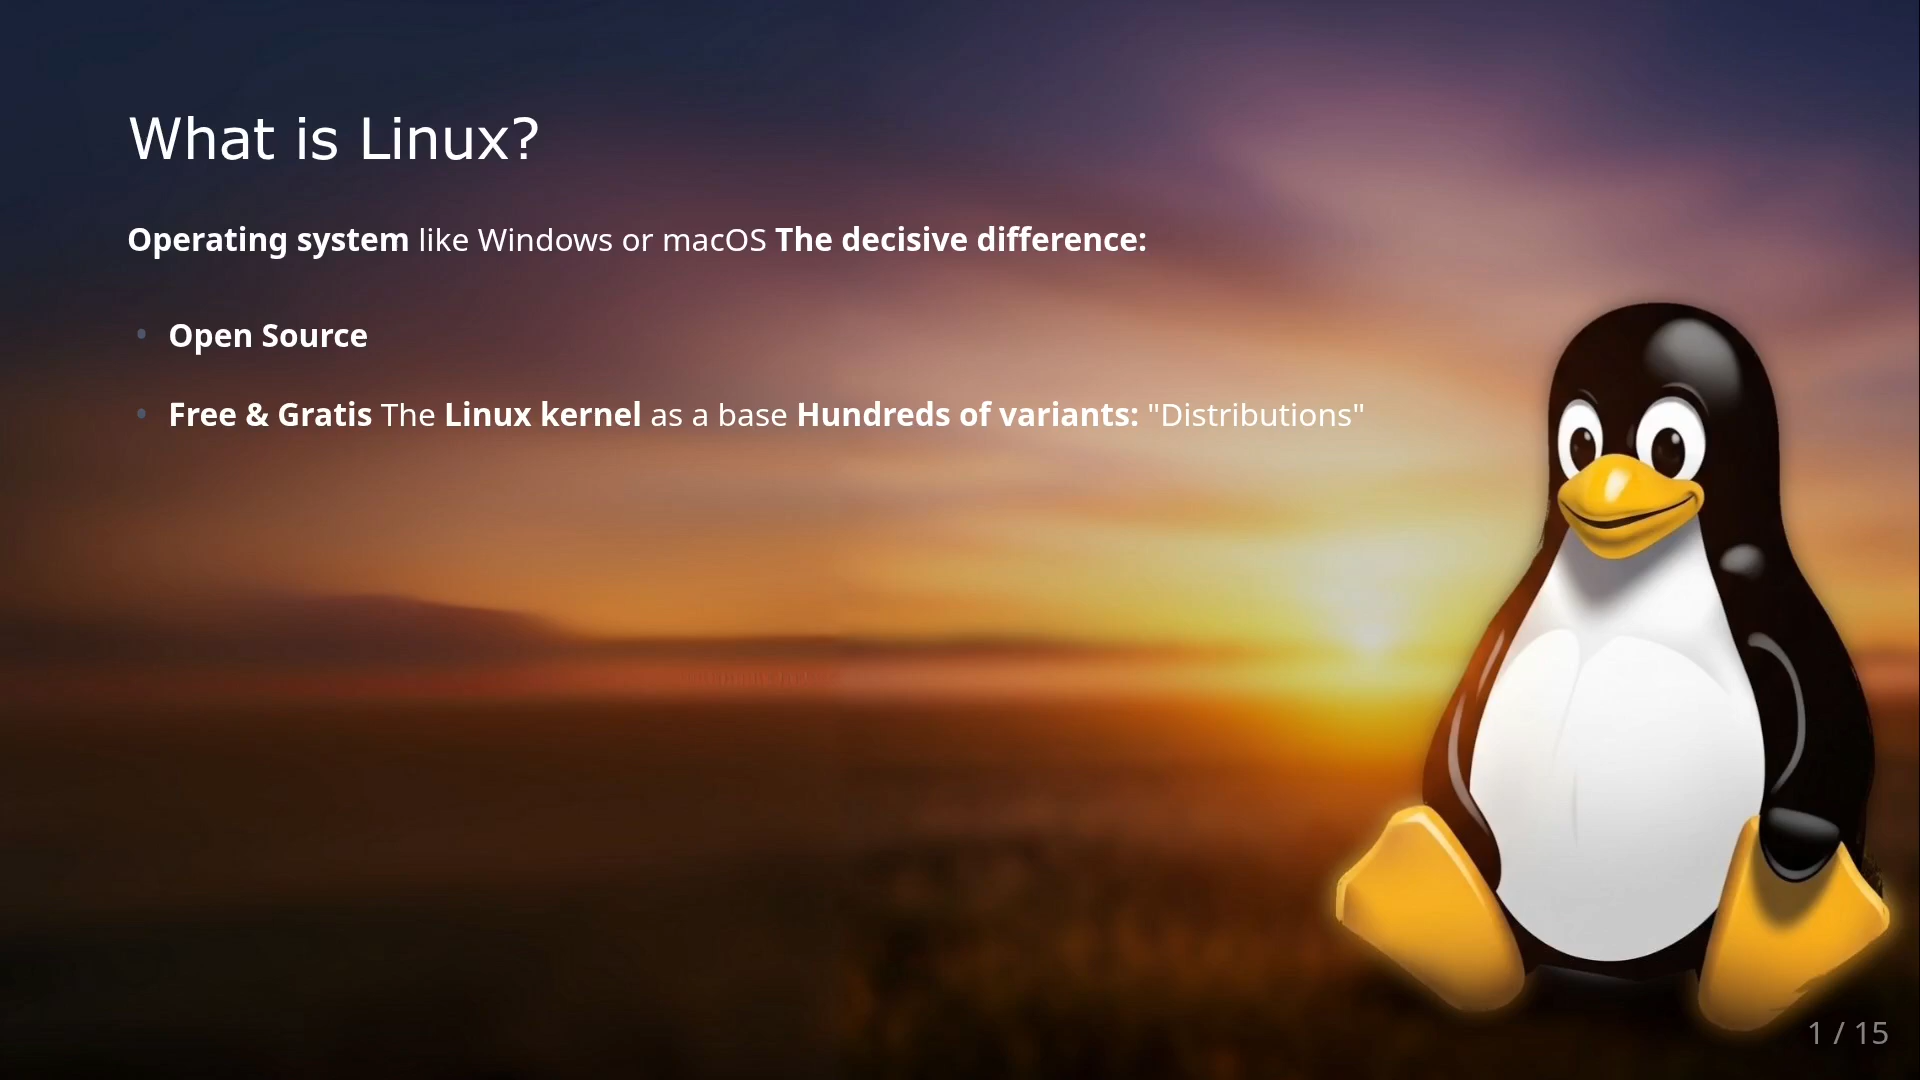 What is Linux?
Operating system like Windows or macOS The decisive difference:
• Open Source
• Free & Gratis The Linux kernel as a base Hundreds of variants: "Distributions"
1 / 15